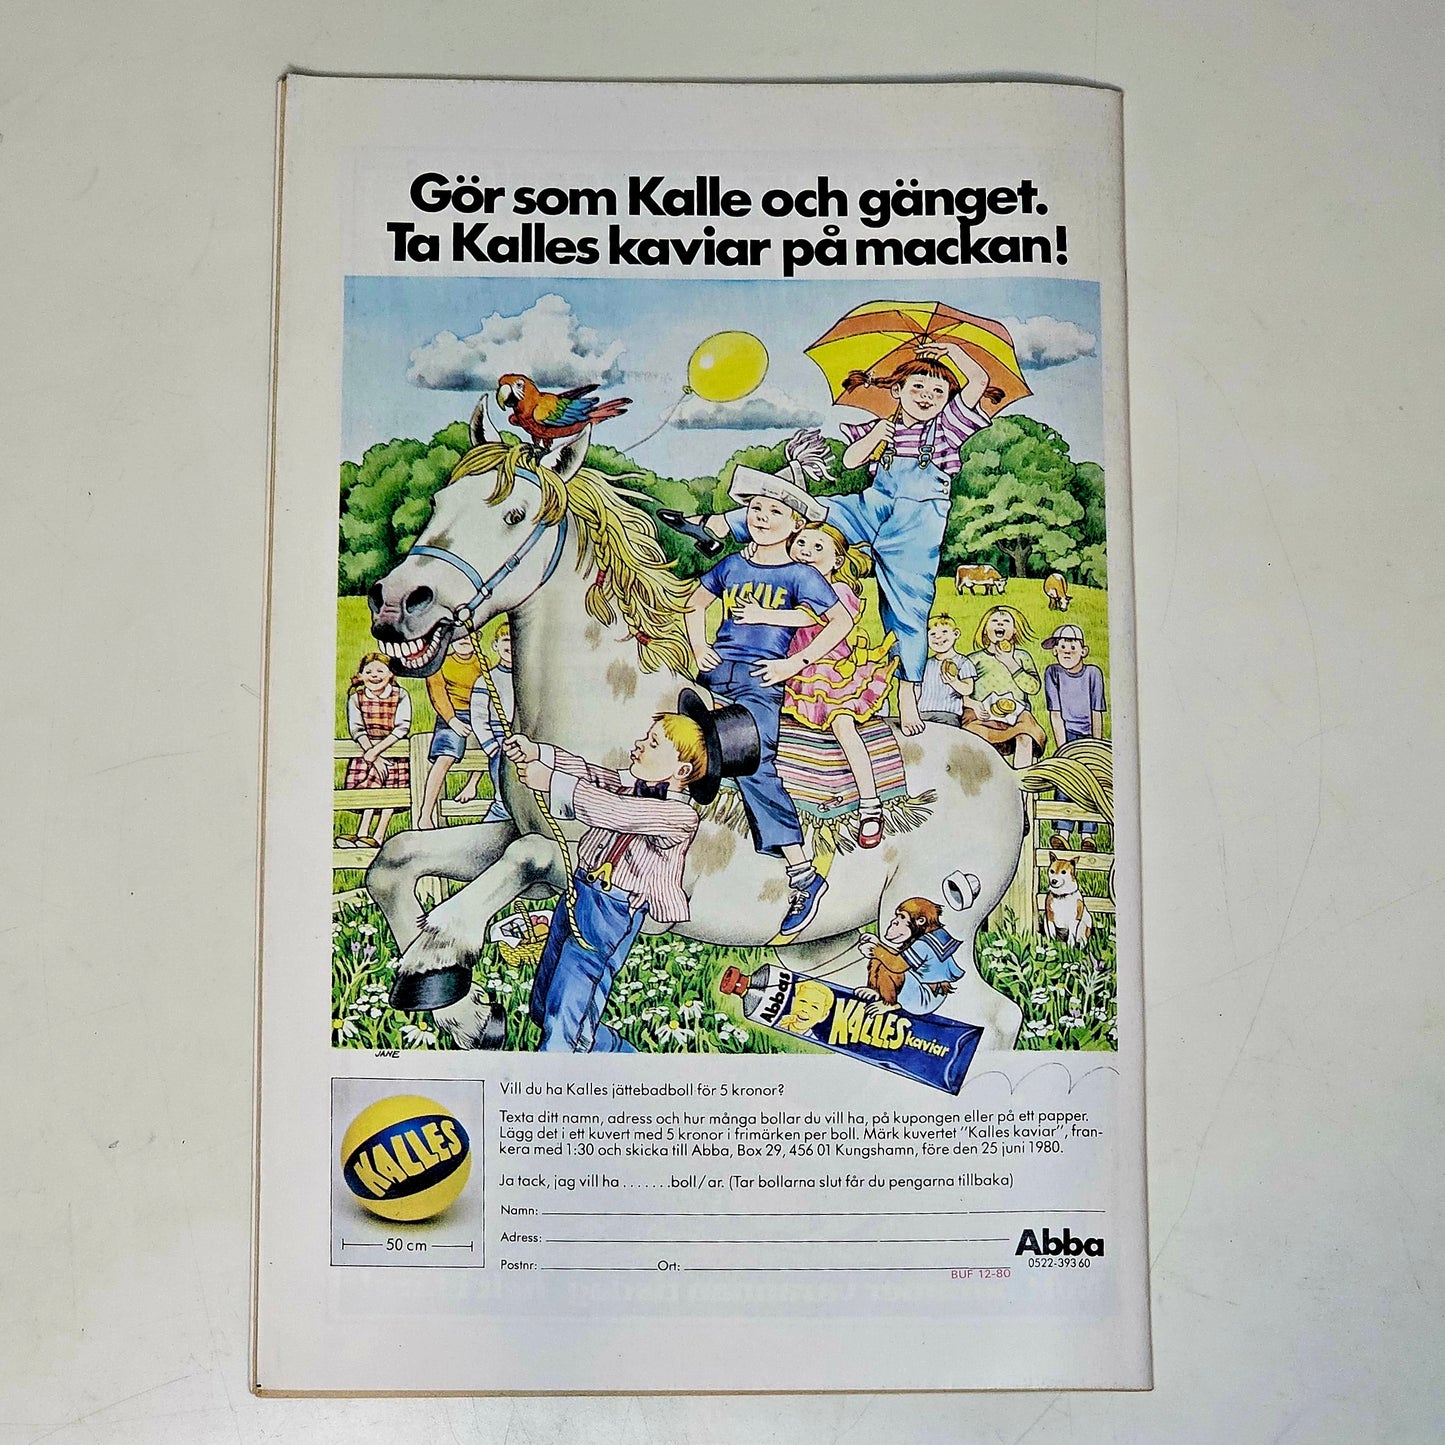 Gör som Kalle och gänget.
Ta Kalles kaviar på mackan!
KALLE
Abbas
KALLES kaviar
JANE
KALLES
50 cm
Vill du ha Kalles jättebadboll för 5 kronor?
Texta ditt namn, adress och hur många bollar du vill ha, på kupongen eller på ett papper.
Lägg det i ett kuvert med 5 kronor i frimärken per boll. Märk kuvertet ”Kalles kaviar”, fran-
kera med 1:30 och skicka till Abba, Box 29, 456 01 Kungshamn, före den 25 juni 1980.
Ja tack, jag vill ha .......boll/ar. (Tar bollarna slut får du pengarna tillbaka)
Namn:
Adress:
Postnr: Ort:
Abba
0522-393 60
BUF 12-80